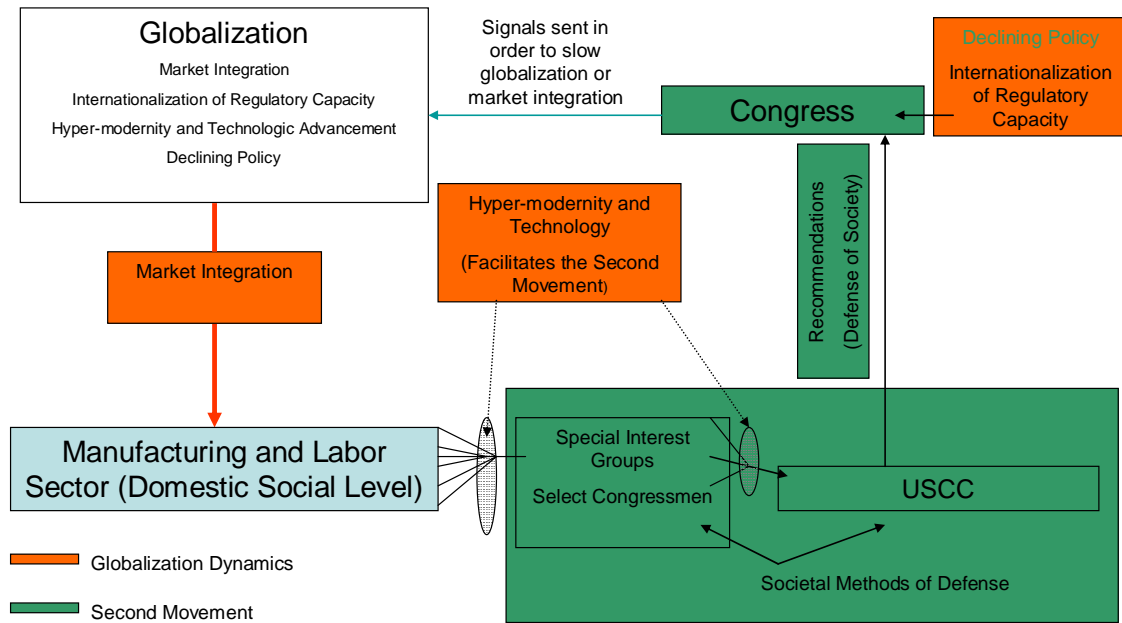 Globalization
Market Integration
Internationalization of Regulatory Capacity
Hyper-modernity and Technologic Advancement
Declining Policy
Signals sent in
order to slow
globalization or
market integration
Congress
Declining Policy
Internationalization
of Regulatory
Capacity
Market Integration
Hyper-modernity and
Technology
(Facilitates the Second
Movement)
Recommendations
(Defense of Society)
Manufacturing and Labor
Sector (Domestic Social Level)
Special Interest
Groups
Select Congressmen
USCC
Societal Methods of Defense
Globalization Dynamics
Second Movement